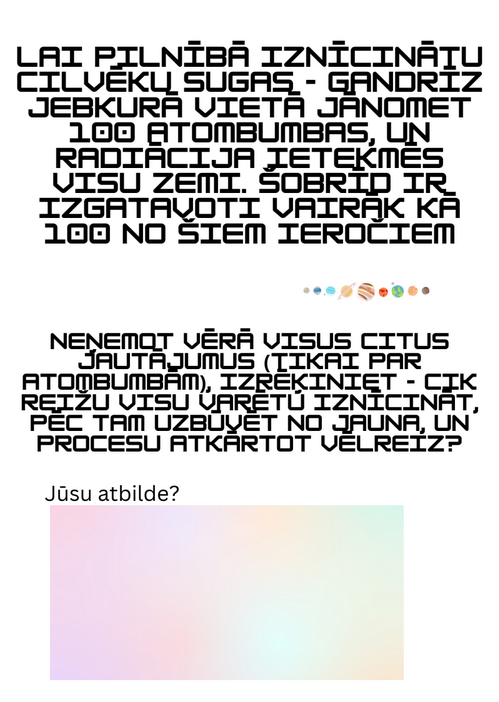 LAI PILNĪBĀ IZNĪCINĀTU
CILVĒKU SUGAS - GANDRĪZ
JEBKURĀ VIETĀ JĀNOMET
100 ATOMBUMBAS, UN
RADIĀCIJA IETEKMĒS
VISU ZEMI. ŠOBRĪD IR
IZGATAVOTI VAIRĀK KĀ
100 NO ŠIEM IEROČIEM
NEŅEMOT VĒRĀ VISUS CITUS
JAUTĀJUMUS (TIKAI PAR
ATOMBUMBĀM), IZRĒĶINIET - CIK
REIŽU VISU VARĒTU IZNĪCINĀT,
PĒC TAM UZBŪVĒT NO JAUNA, UN
PROCESU ATKĀRTOT VĒLREIZ?
Jūsu atbilde?